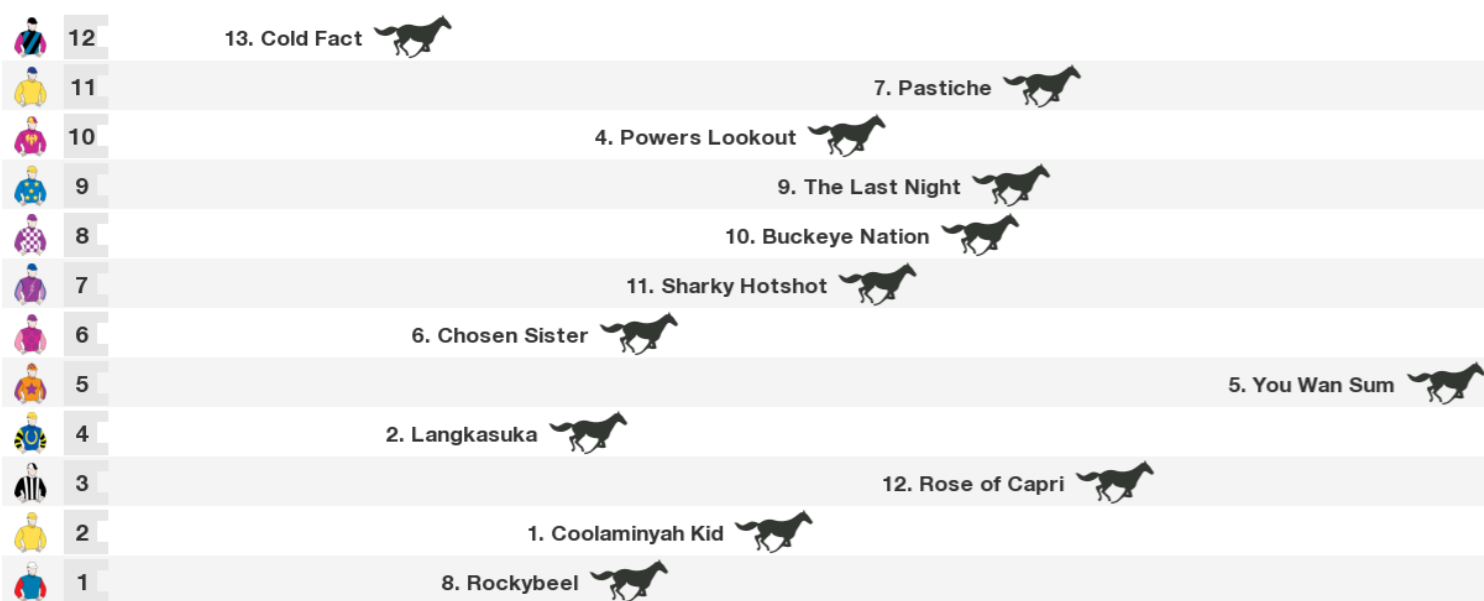 12 13. Cold Fact
11 7. Pastiche
10 4. Powers Lookout
9 9. The Last Night
8 10. Buckeye Nation
7 11. Sharky Hotshot
6 6. Chosen Sister
5 5. You Wan Sum
4 2. Langkasuka
3 12. Rose of Capri
2 1. Coolaminyah Kid
1 8. Rockybeel